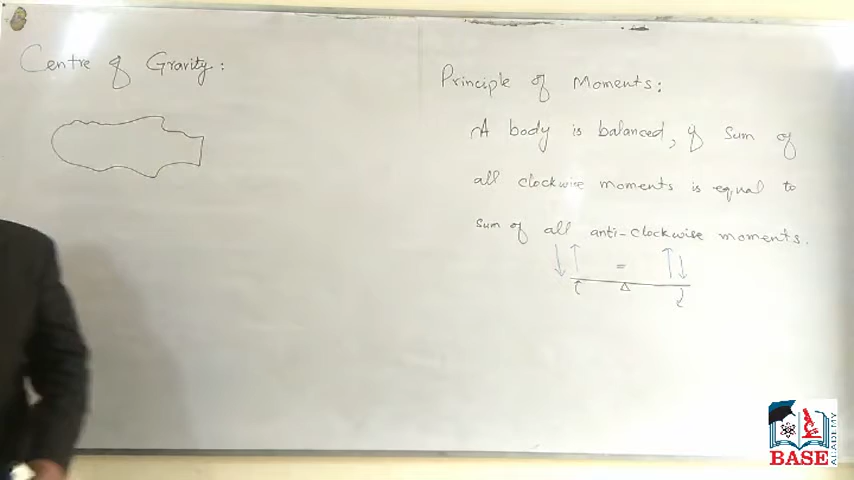 Centre of Gravity:
Principle of Moments:
A body is balanced, if sum of
all clockwise moments is equal to
sum of all anti-clockwise moments.
=
BASE
ACADEMY